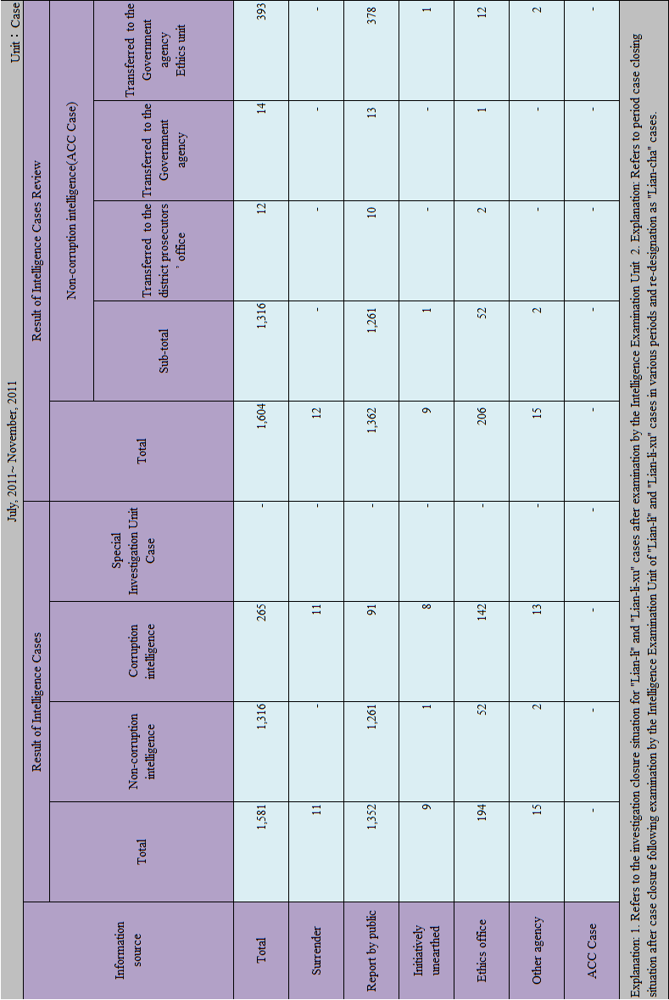 July, 2011~ November, 2011 Unit：Case
Information
source
Result of Intelligence Cases
Result of Intelligence Cases Review
Total
Non-corruption
intelligence
Corruption
intelligence
Special
Investigation Unit
Case
Total
Non-corruption intelligence(ACC Case)
Sub-total
Transferred to the
district prosecutors
' office
Transferred to the
Government
agency
Transferred to the
Government
agency
Ethics unit
Total 1,581 1,316 265 - 1,604 1,316 12 14 393
Surrender 11 - 11 - 12 - - - -
Report by public 1,352 1,261 91 - 1,362 1,261 10 13 378
Initiatively
unearthed 9 1 8 - 9 1 - - 1
Ethics office 194 52 142 - 206 52 2 1 12
Other agency 15 2 13 - 15 2 - - 2
ACC Case - - - - - - - - -
Explanation: 1. Refers to the investigation closure situation for "Lian-li" and "Lian-li-xu" cases after examination by the Intelligence Examination Unit 2. Explanation: Refers to period case closing
situation after case closure following examination by the Intelligence Examination Unit of "Lian-li" and "Lian-li-xu" cases in various periods and re-designation as "Lian-cha" cases.